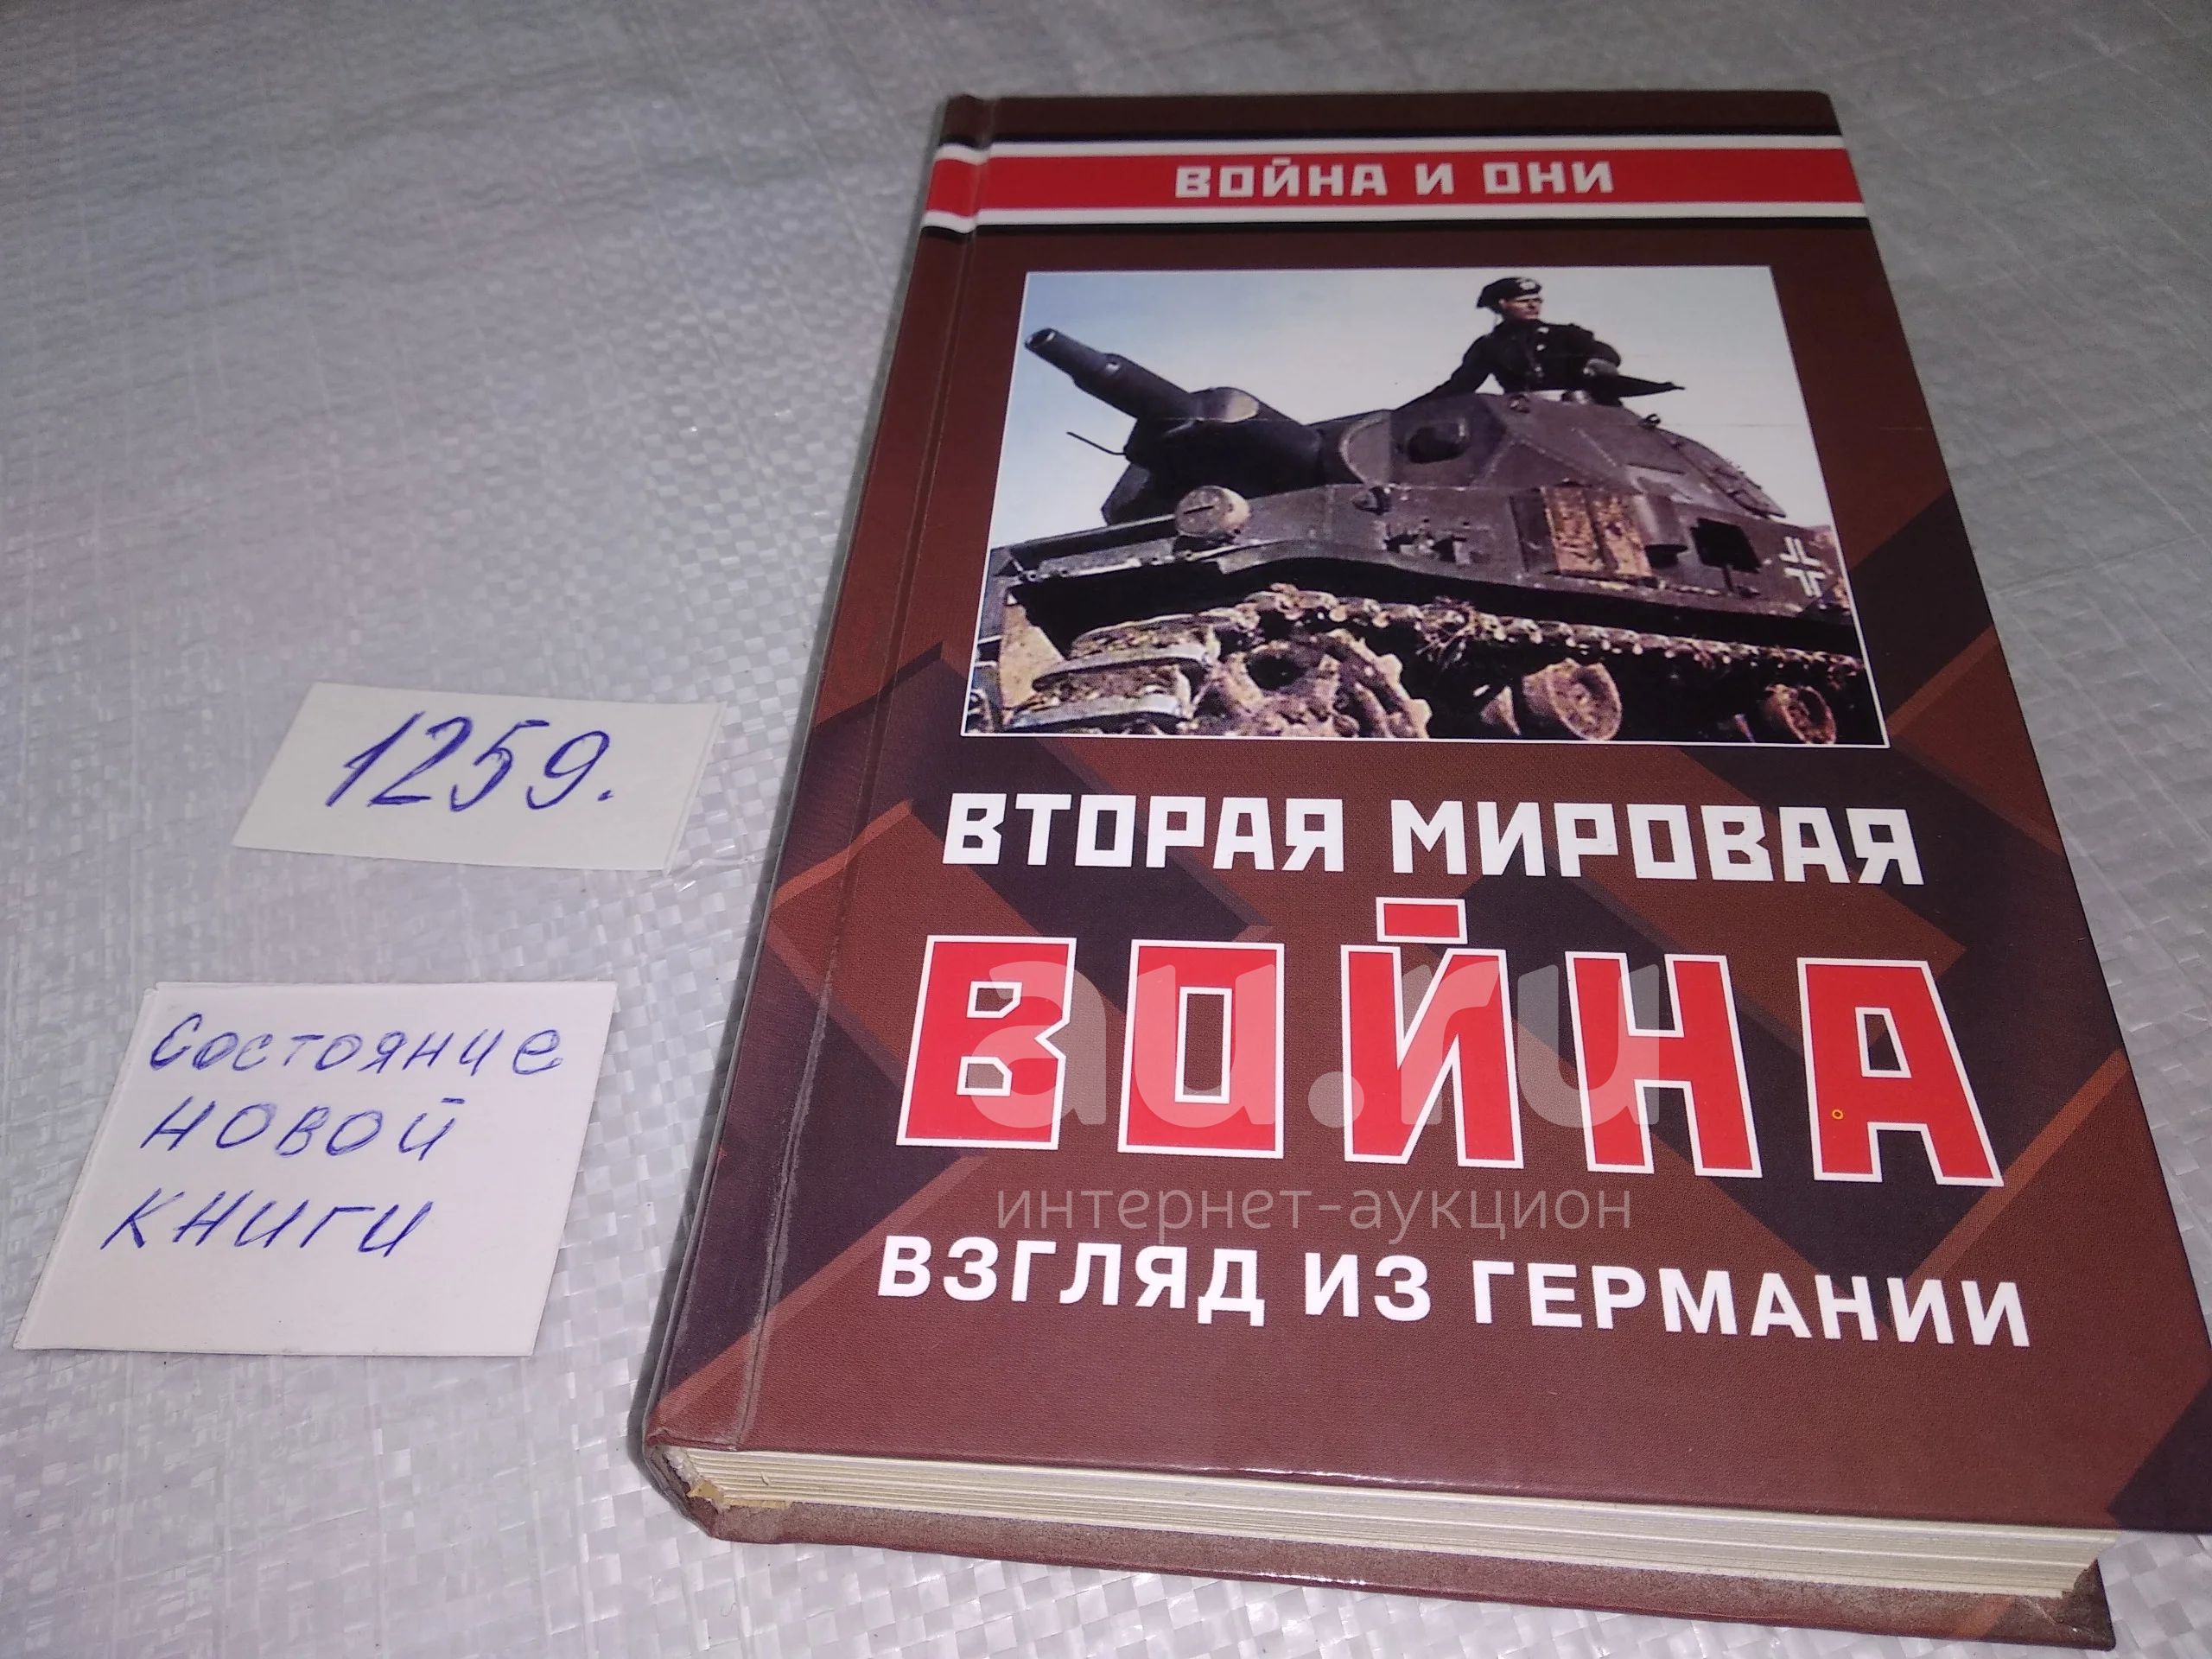 ВОЙНА И ОНИ
ВТОРАЯ МИРОВАЯ
ВОЙНА
au.ru
интернет-аукцион
ВЗГЛЯД ИЗ ГЕРМАНИИ
1259.
Состояние
новой
книги